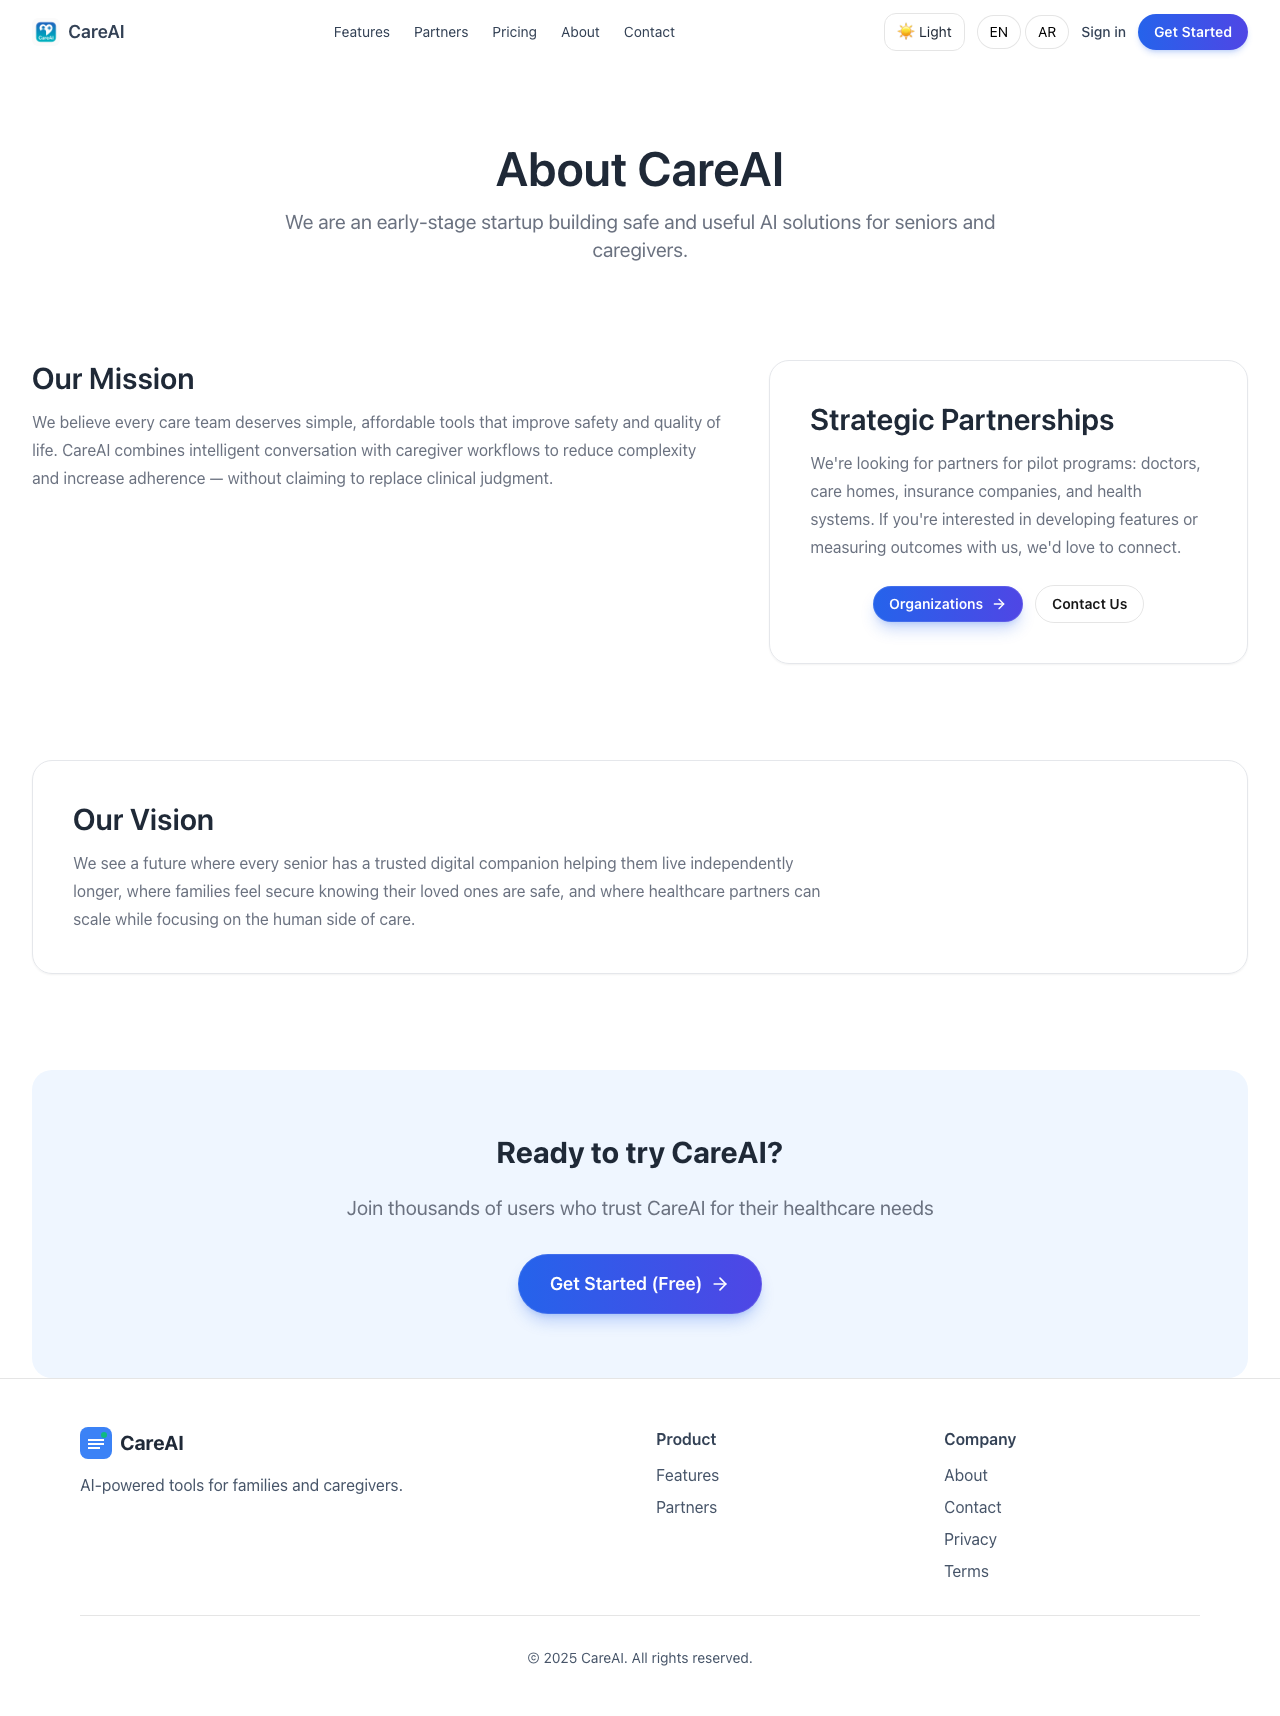 CareAI
Features
Partners
Pricing
About
Contact
Light
EN
AR
Sign in
Get Started
About CareAI
We are an early-stage startup building safe and useful AI solutions for seniors and
caregivers.
Our Mission
We believe every care team deserves simple, affordable tools that improve safety and quality of
life. CareAI combines intelligent conversation with caregiver workflows to reduce complexity
and increase adherence — without claiming to replace clinical judgment.
Strategic Partnerships
We're looking for partners for pilot programs: doctors,
care homes, insurance companies, and health
systems. If you're interested in developing features or
measuring outcomes with us, we'd love to connect.
Organizations
Contact Us
Our Vision
We see a future where every senior has a trusted digital companion helping them live independently
longer, where families feel secure knowing their loved ones are safe, and where healthcare partners can
scale while focusing on the human side of care.
Ready to try CareAI?
Join thousands of users who trust CareAI for their healthcare needs
Get Started (Free)
CareAI
AI-powered tools for families and caregivers.
Product
Features
Partners
Company
About
Contact
Privacy
Terms
© 2025 CareAI. All rights reserved.